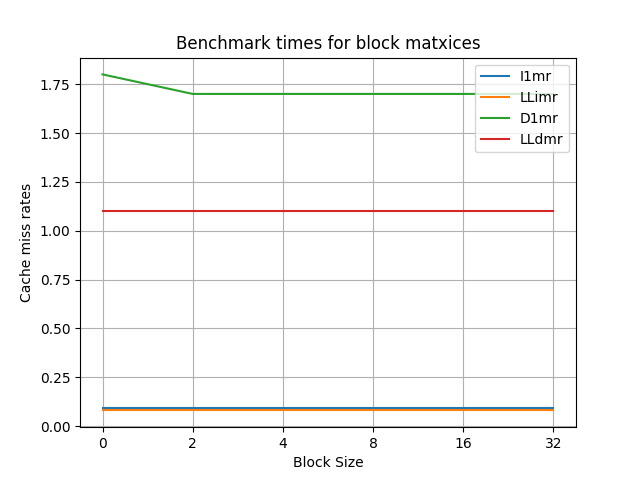 Benchmark times for block matxices
I1mr
LLimr
D1mr
LLdmr
Cache miss rates
1.75
1.50
1.25
1.00
0.75
0.50
0.25
0.00
0 2 4 8 16 32
Block Size